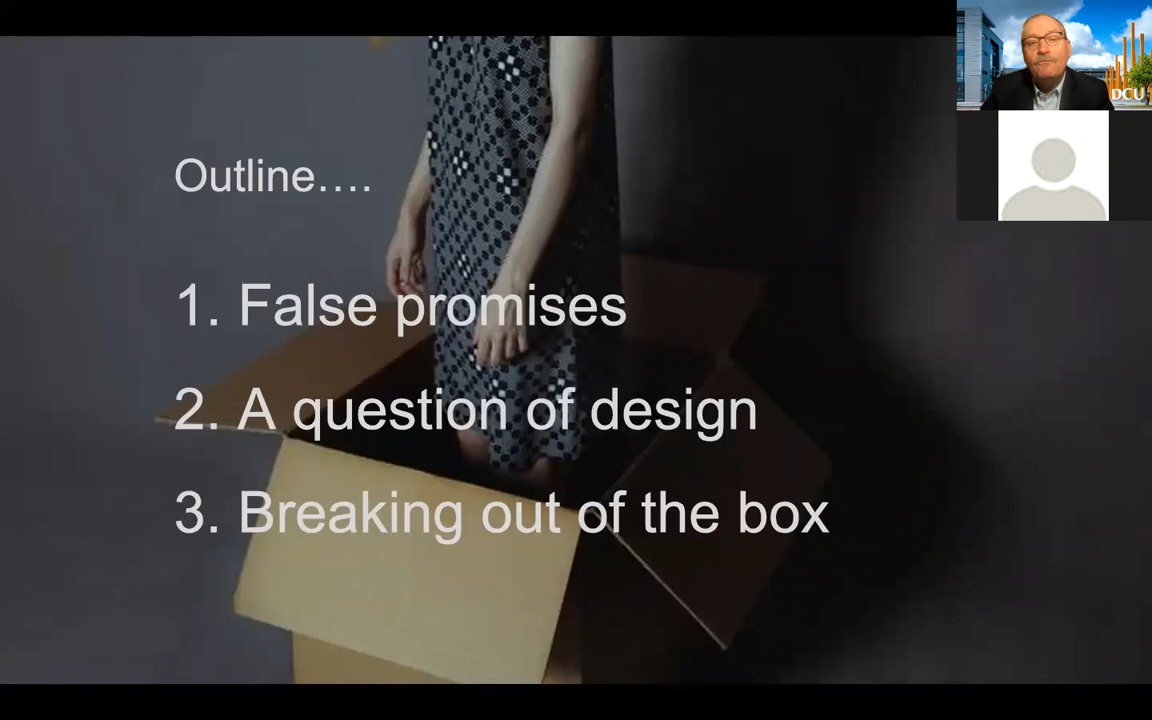 DCU
Outline….
1. False promises
2. A question of design
3. Breaking out of the box